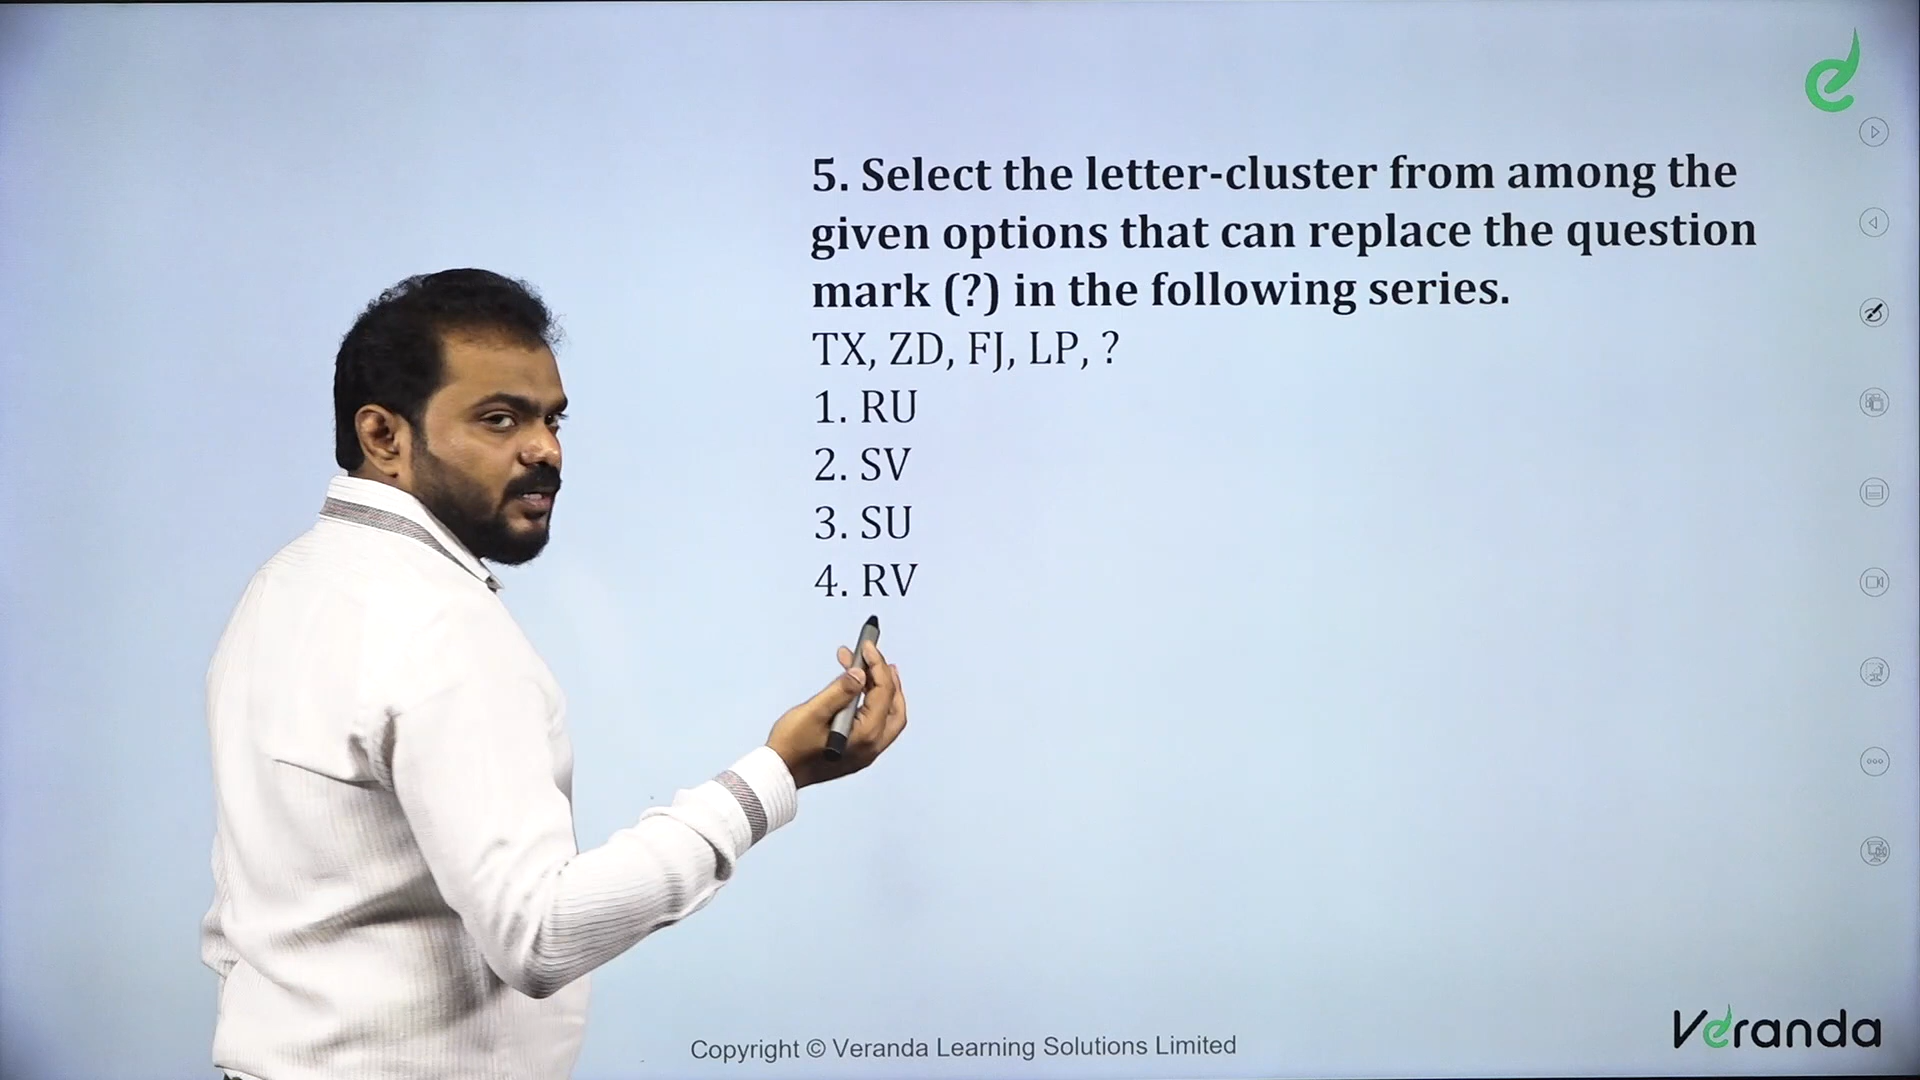 5. Select the letter-cluster from among the
given options that can replace the question
mark (?) in the following series.
TX, ZD, FJ, LP, ?
1. RU
2. SV
3. SU
4. RV
Copyright © Veranda Learning Solutions Limited
Veranda